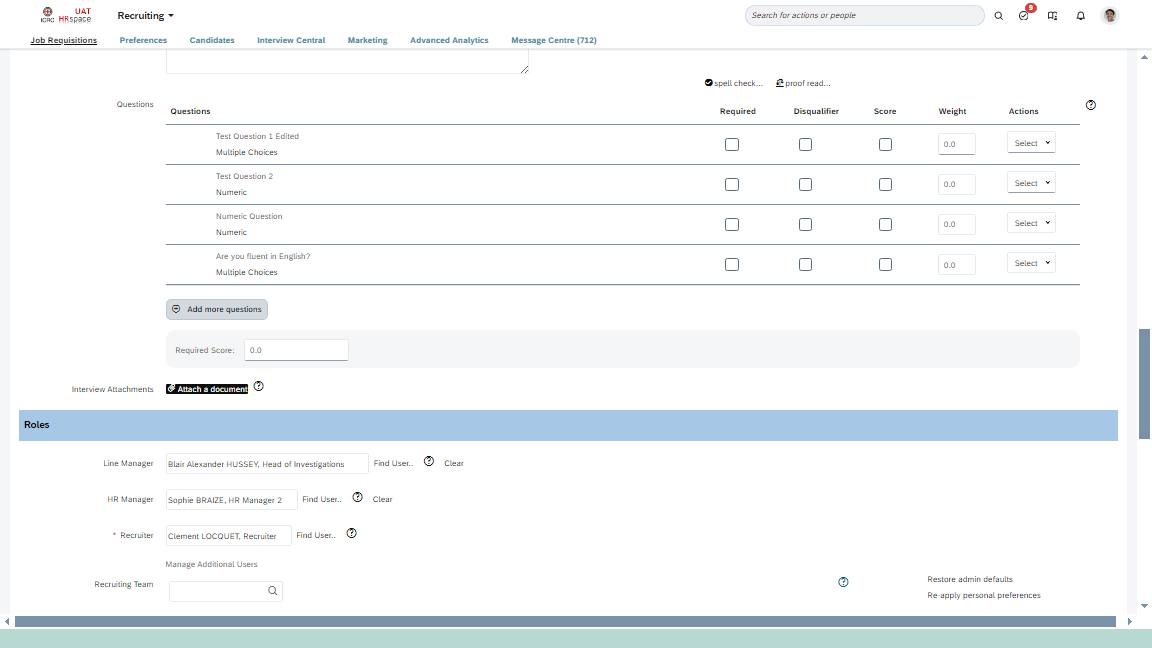 ICRC
UAT
HRspace
Recruiting
Search for actions or people
9
Job Requisitions
Preferences
Candidates
Interview Central
Marketing
Advanced Analytics
Message Centre (712)
spell check...
proof read...
Questions
Questions
Required
Disqualifier
Score
Weight
Actions
Test Question 1 Edited
Multiple Choices
0.0
Select
Test Question 2
Numeric
0.0
Select
Numeric Question
Numeric
0.0
Select
Are you fluent in English?
Multiple Choices
0.0
Select
Add more questions
Required Score:
0.0
Interview Attachments
Attach a document
Roles
Line Manager
Blair Alexander HUSSEY, Head of Investigations
Find User..
Clear
HR Manager
Sophie BRAIZE, HR Manager 2
Find User..
Clear
* Recruiter
Clement LOCQUET, Recruiter
Find User..
Manage Additional Users
Recruiting Team
Restore admin defaults
Re-apply personal preferences